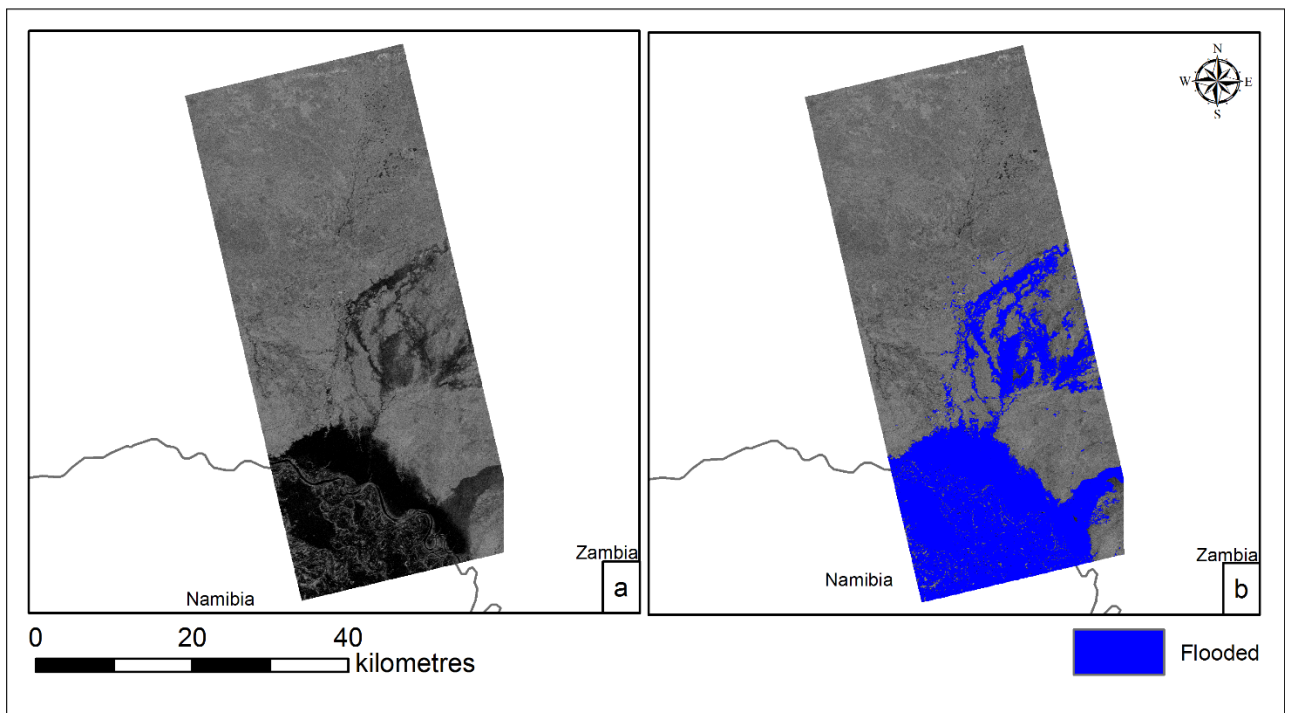 N
W E
S
Zambia
Namibia
a
Zambia
Namibia
b
0 20 40
kilometres
Flooded